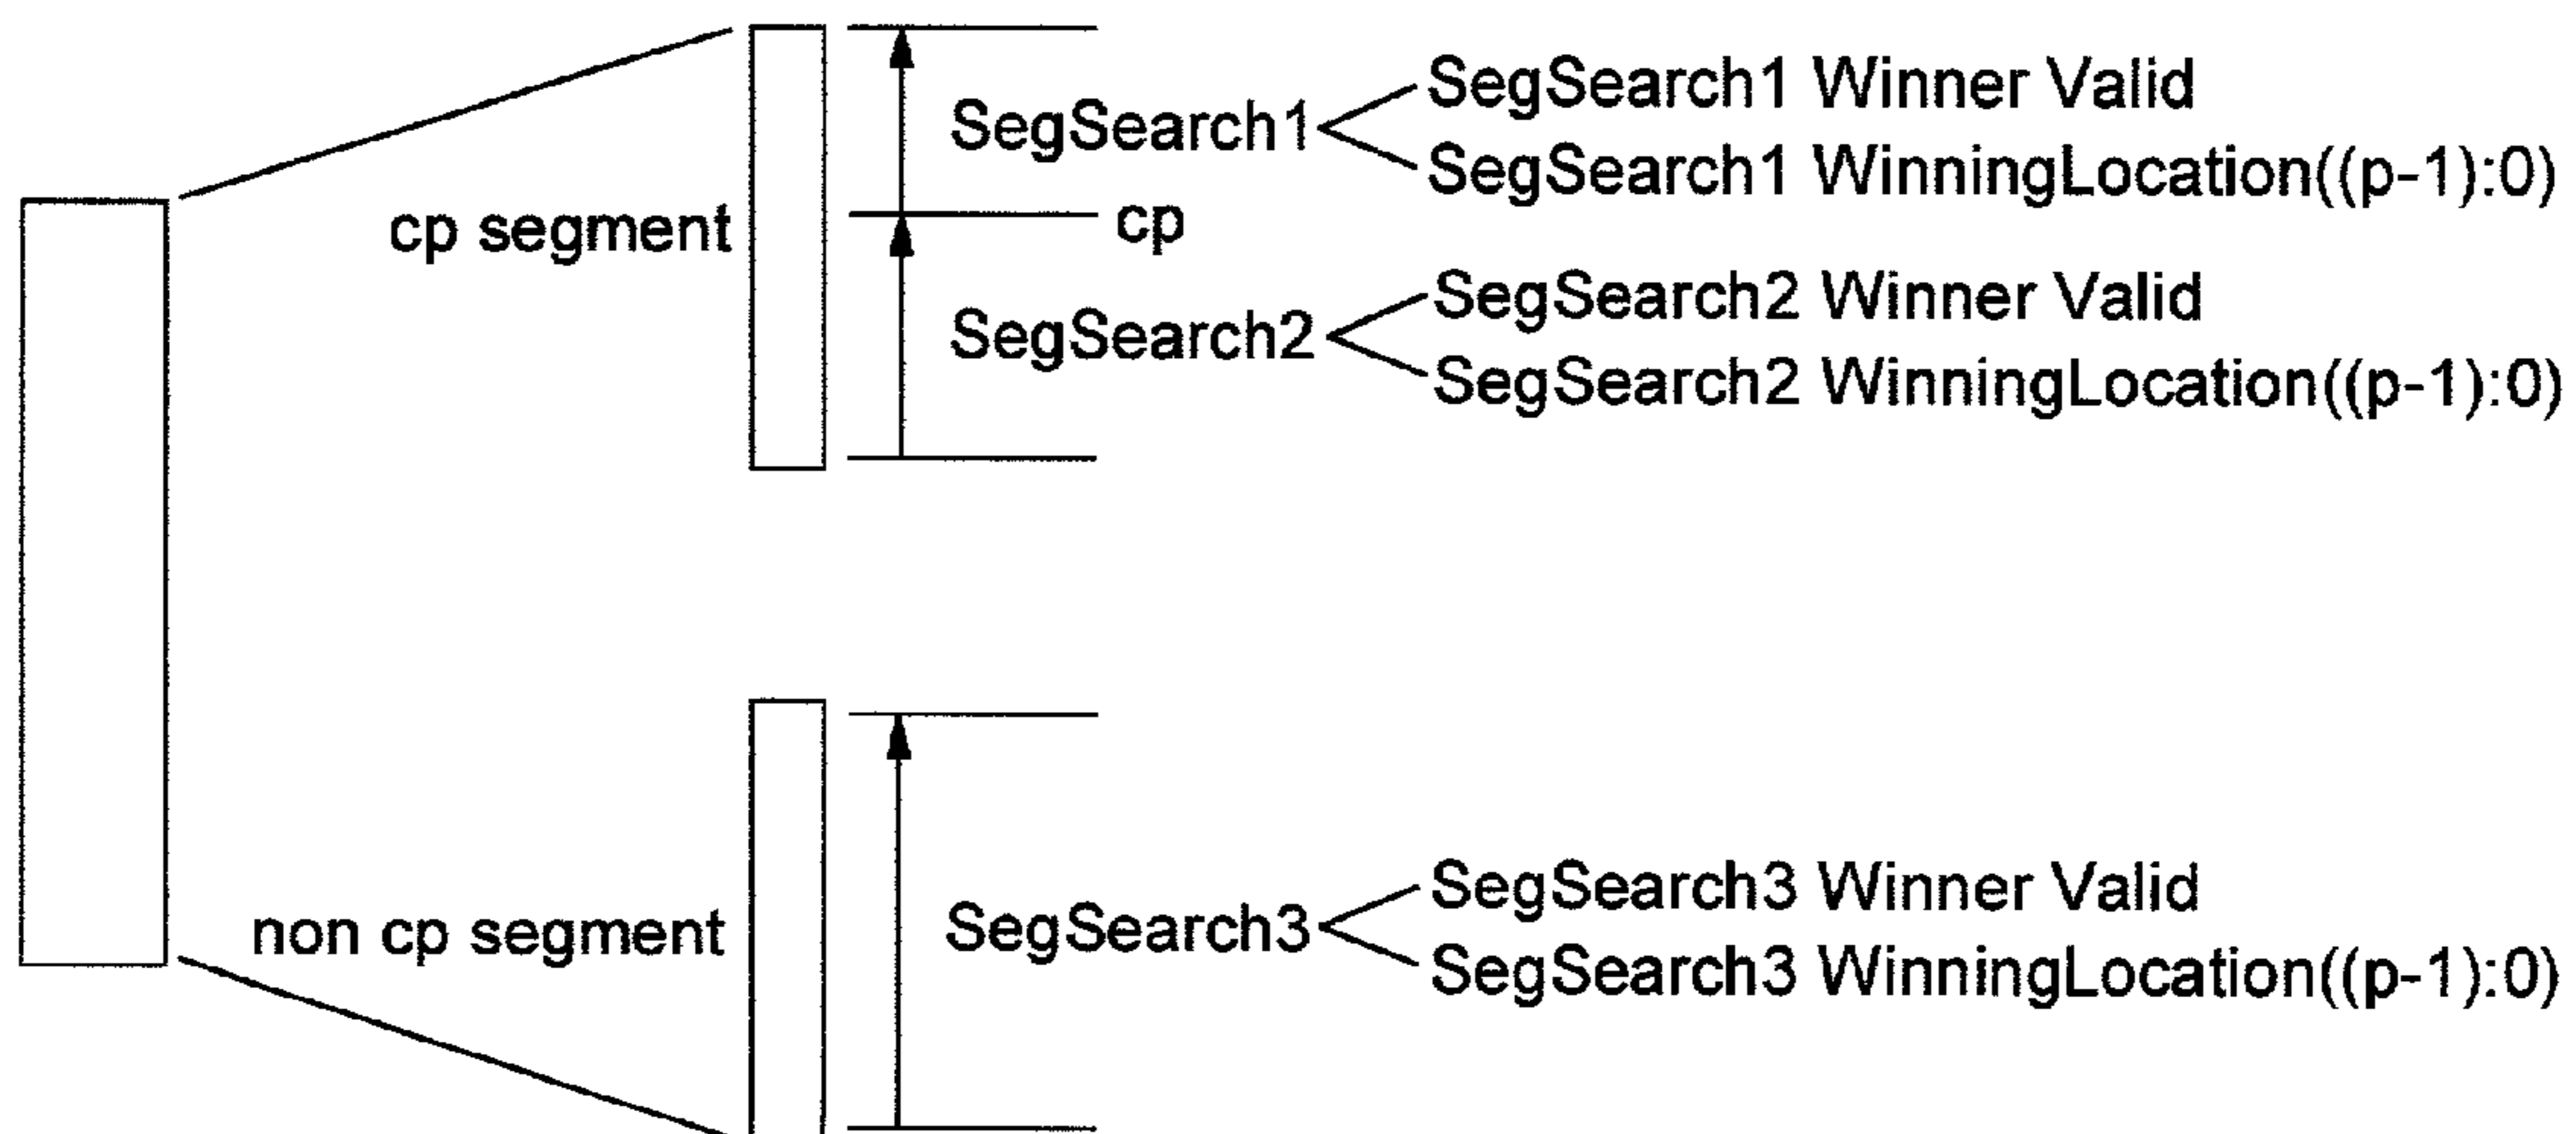 SegSearch1 Winner Valid
SegSearch1
SegSearch1 WinningLocation((p-1):0)
cp segment
cp
SegSearch2 Winner Valid
SegSearch2
SegSearch2 WinningLocation((p-1):0)
SegSearch3 Winner Valid
non cp segment
SegSearch3
SegSearch3 WinningLocation((p-1):0)